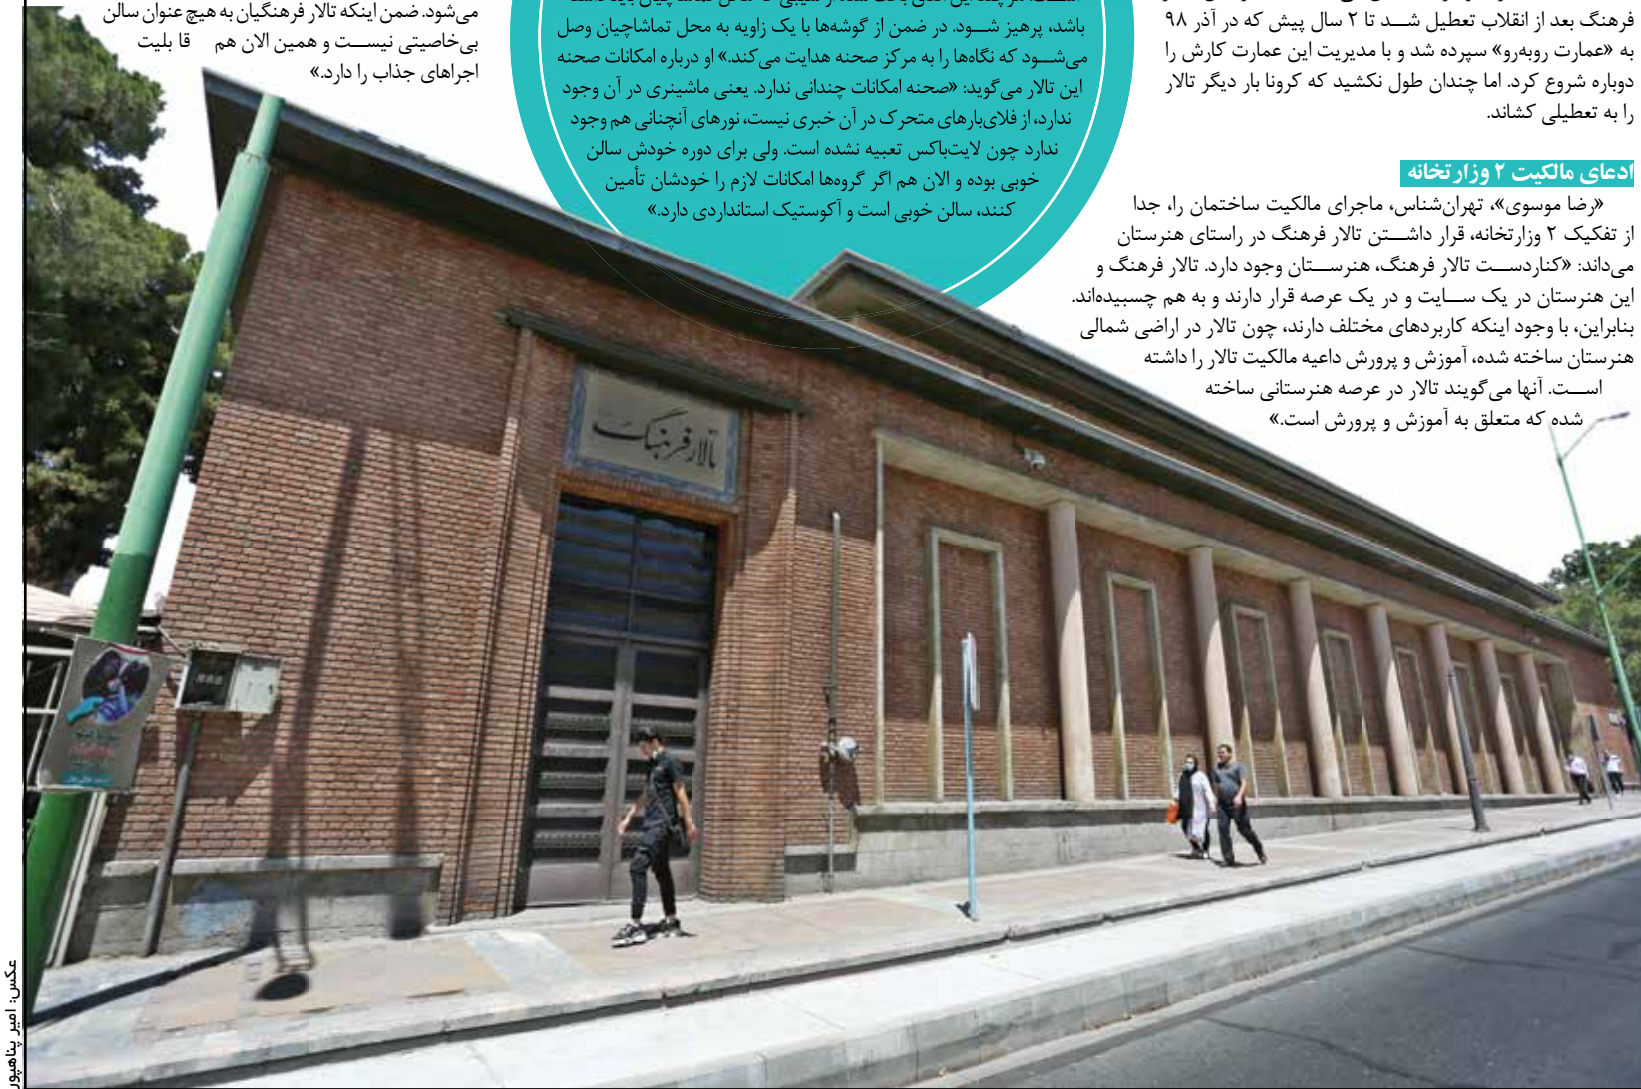 فرهنگ بعد از انقلاب تعطیل شـــد تا ۲ سال پیش که در آذر ۹۸
به «عمارت روبه‌رو» سپرده شد و با مدیریت این عمارت کارش را
دوباره شروع کرد. اما چندان طول نکشید که کرونا بار دیگر تالار
را به تعطیلی کشاند.
ادعای مالکیت ۲ وزارتخانه
«رضا موسوی»، تهران‌شناس، ماجرای مالکیت ساختمان را، جدا
از تفکیک ۲ وزارتخانه، قرار داشـــتن تالار فرهنگ در راستای هنرستان
می‌داند: «کناردســـت تالار فرهنگ، هنرســـتان وجود دارد. تالار فرهنگ و
این هنرستان در یک ســـایت و در یک عرصه قرار دارند و به هم چسبیده‌اند.
بنابراین، با وجود اینکه کاربردهای مختلف دارند، چون تالار در اراضی شمالی
هنرستان ساخته شده، آموزش و پرورش داعیه مالکیت تالار را داشته
اســـت. آنها می‌گویند تالار در عرصه هنرستانی ساخته
شده که متعلق به آموزش و پرورش است.»
باشد، پرهیز شـــود. در ضمن از گوشه‌ها با یک زاویه به محل تماشاچیان وصل
می‌شـــود که نگاه‌ها را به مرکز صحنه هدایت می‌کند.» او درباره امکانات صحنه
این تالار می‌گوید: «صحنه امکانات چندانی ندارد. یعنی ماشینری در آن وجود
ندارد، از فلای‌بارهای متحرک در آن خبری نیست، نورهای آنچنانی هم وجود
ندارد چون لایت‌باکس تعبیه نشده است. ولی برای دوره خودش سالن
خوبی بوده و الان هم اگر گروه‌ها امکانات لازم را خودشان تأمین
کنند، سالن خوبی است و آکوستیک استانداردی دارد.»
می‌شود. ضمن اینکه تالار فرهنگیان به هیچ عنوان سالن
بی‌خاصیتی نیســـت و همین الان هم قا بلیت
اجراهای جذاب را دارد.»
تالار فرهنگ
عکس: امیر پناهپور